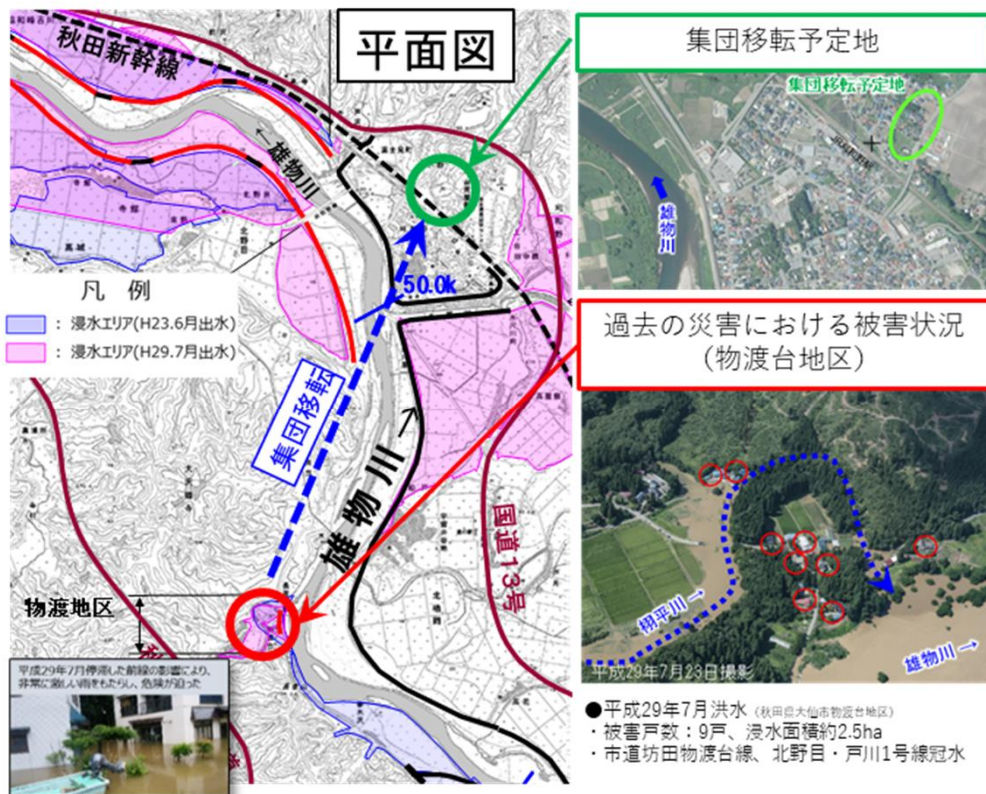 平面図
秋田新幹線
雄物川
北野目
寺館
高城
50.0k
凡 例
: 浸水エリア(H23.6月出水)
: 浸水エリア(H29.7月出水)
集団移転
雄物川
国道13号
物渡地区
平成29年7月停滞した前線の影響により、
非常に激しい雨をもたらし、危険が迫った
集団移転予定地
集団移転予定地
雄物川
過去の災害における被害状況
(物渡台地区)
栩平川→
雄物川→
平成29年7月23日撮影
●平成29年7月洪水 (秋田県大仙市物渡台地区)
・被害戸数：9戸、浸水面積約2.5ha
・市道坊田物渡台線、北野目・戸川1号線冠水